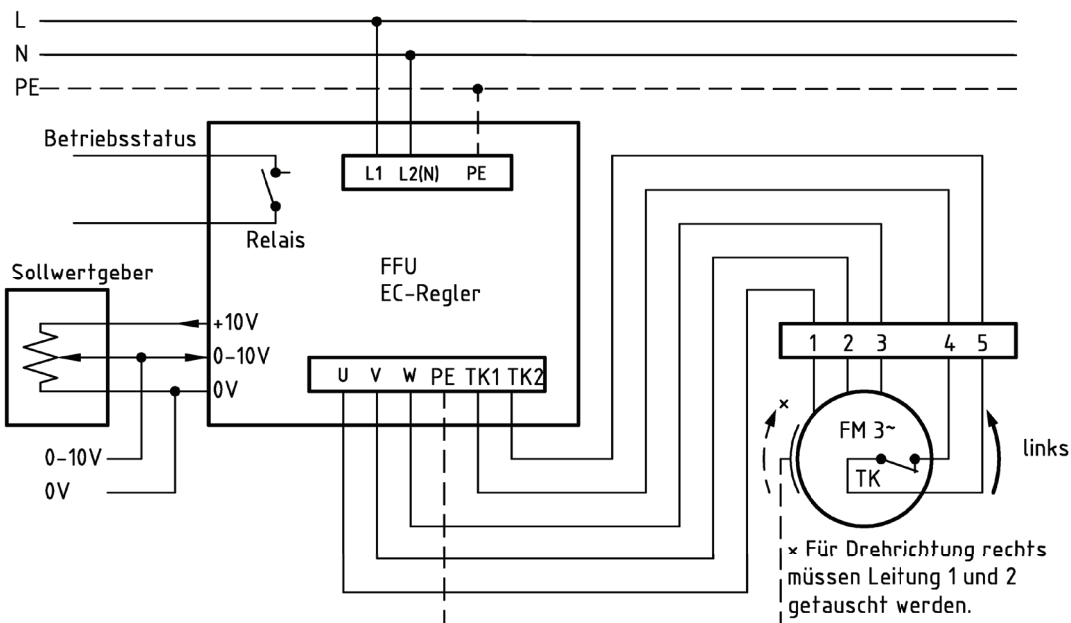 L
N
PE
Betriebsstatus
L1 L2(N) PE
Relais
Sollwertgeber
FFU
EC-Regler
+10V
0-10V
0V
U V W PE TK1 TK2
0-10V
0V
1 2 3 4 5
×
FM 3~
TK
links
× Für Drehrichtung rechts
müssen Leitung 1 und 2
getauscht werden.